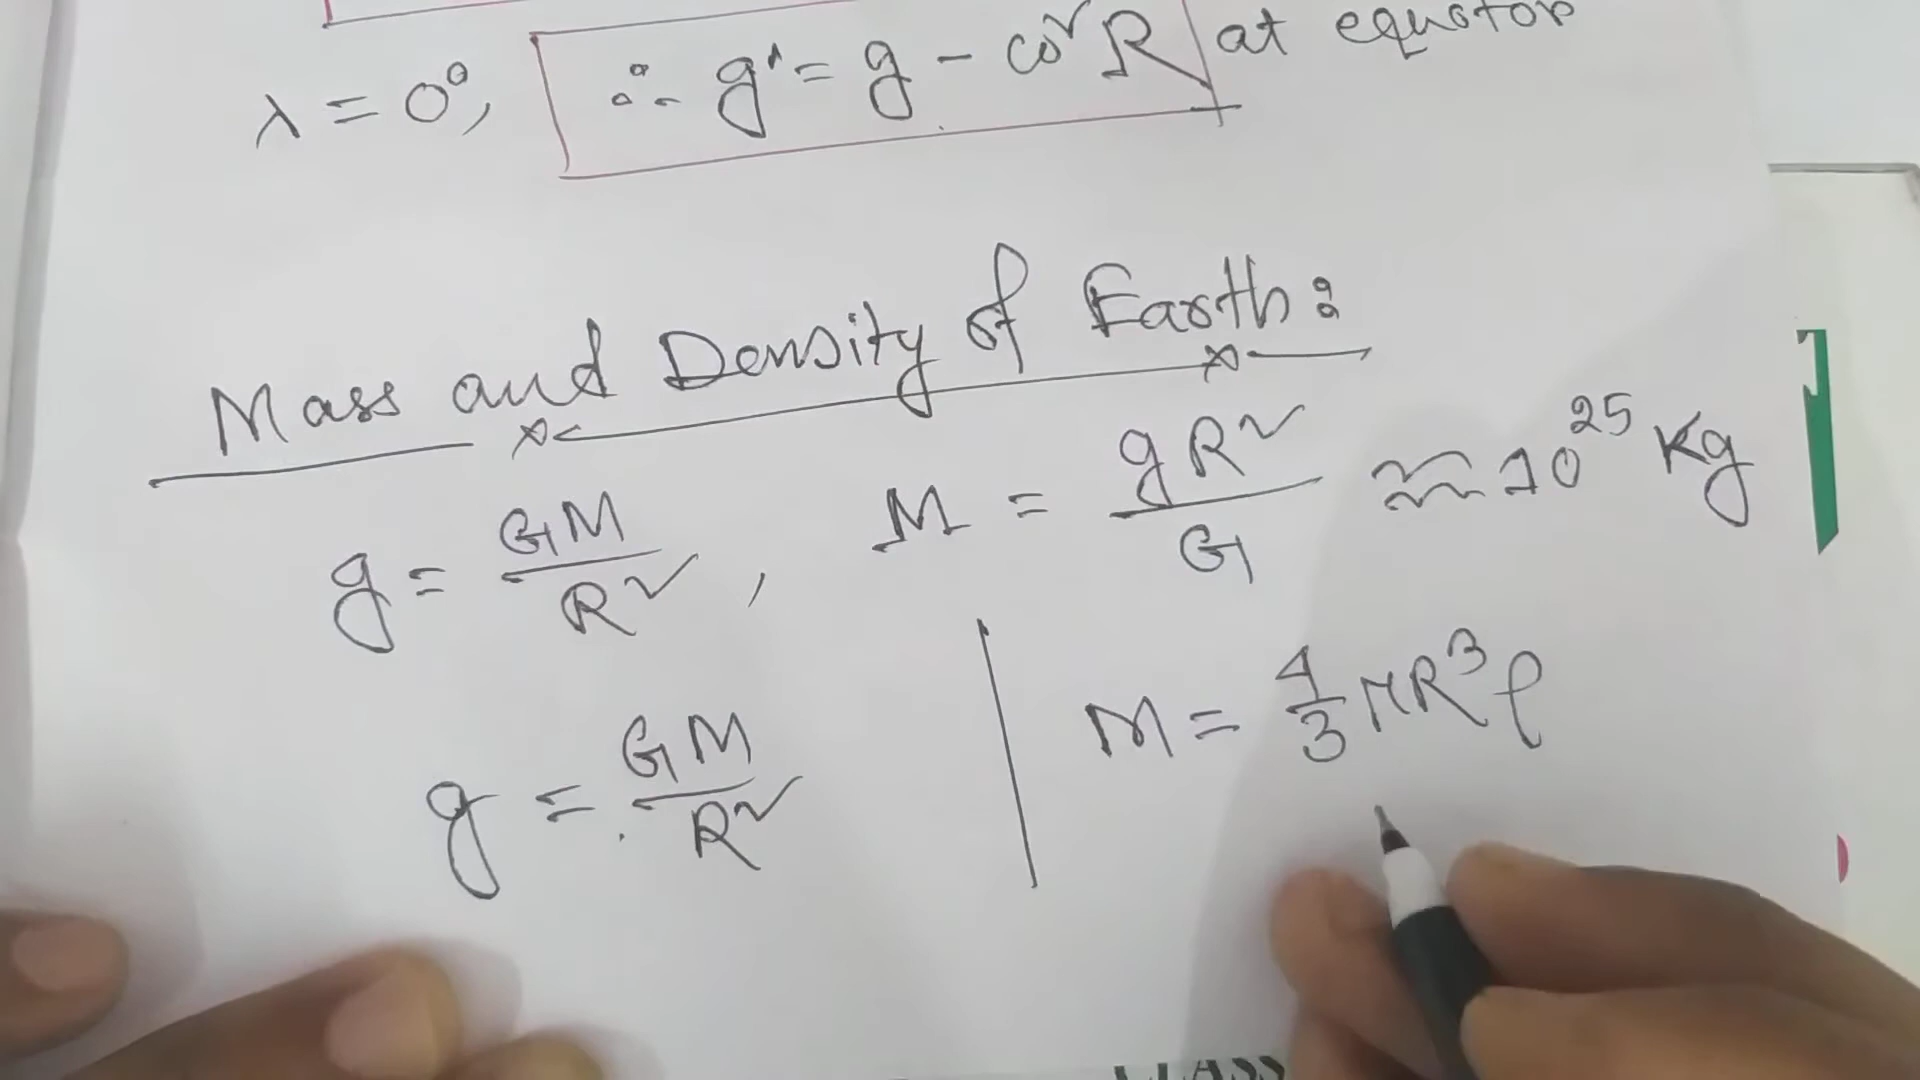 λ = 0°, ∴ g' = g - ω²R at equator
Mass and Density of Earth:
g = GM/R², M = gR²/G ≈ 10²⁵ Kg
g = GM/R² | M = 4/3 πR³ρ
CLASS